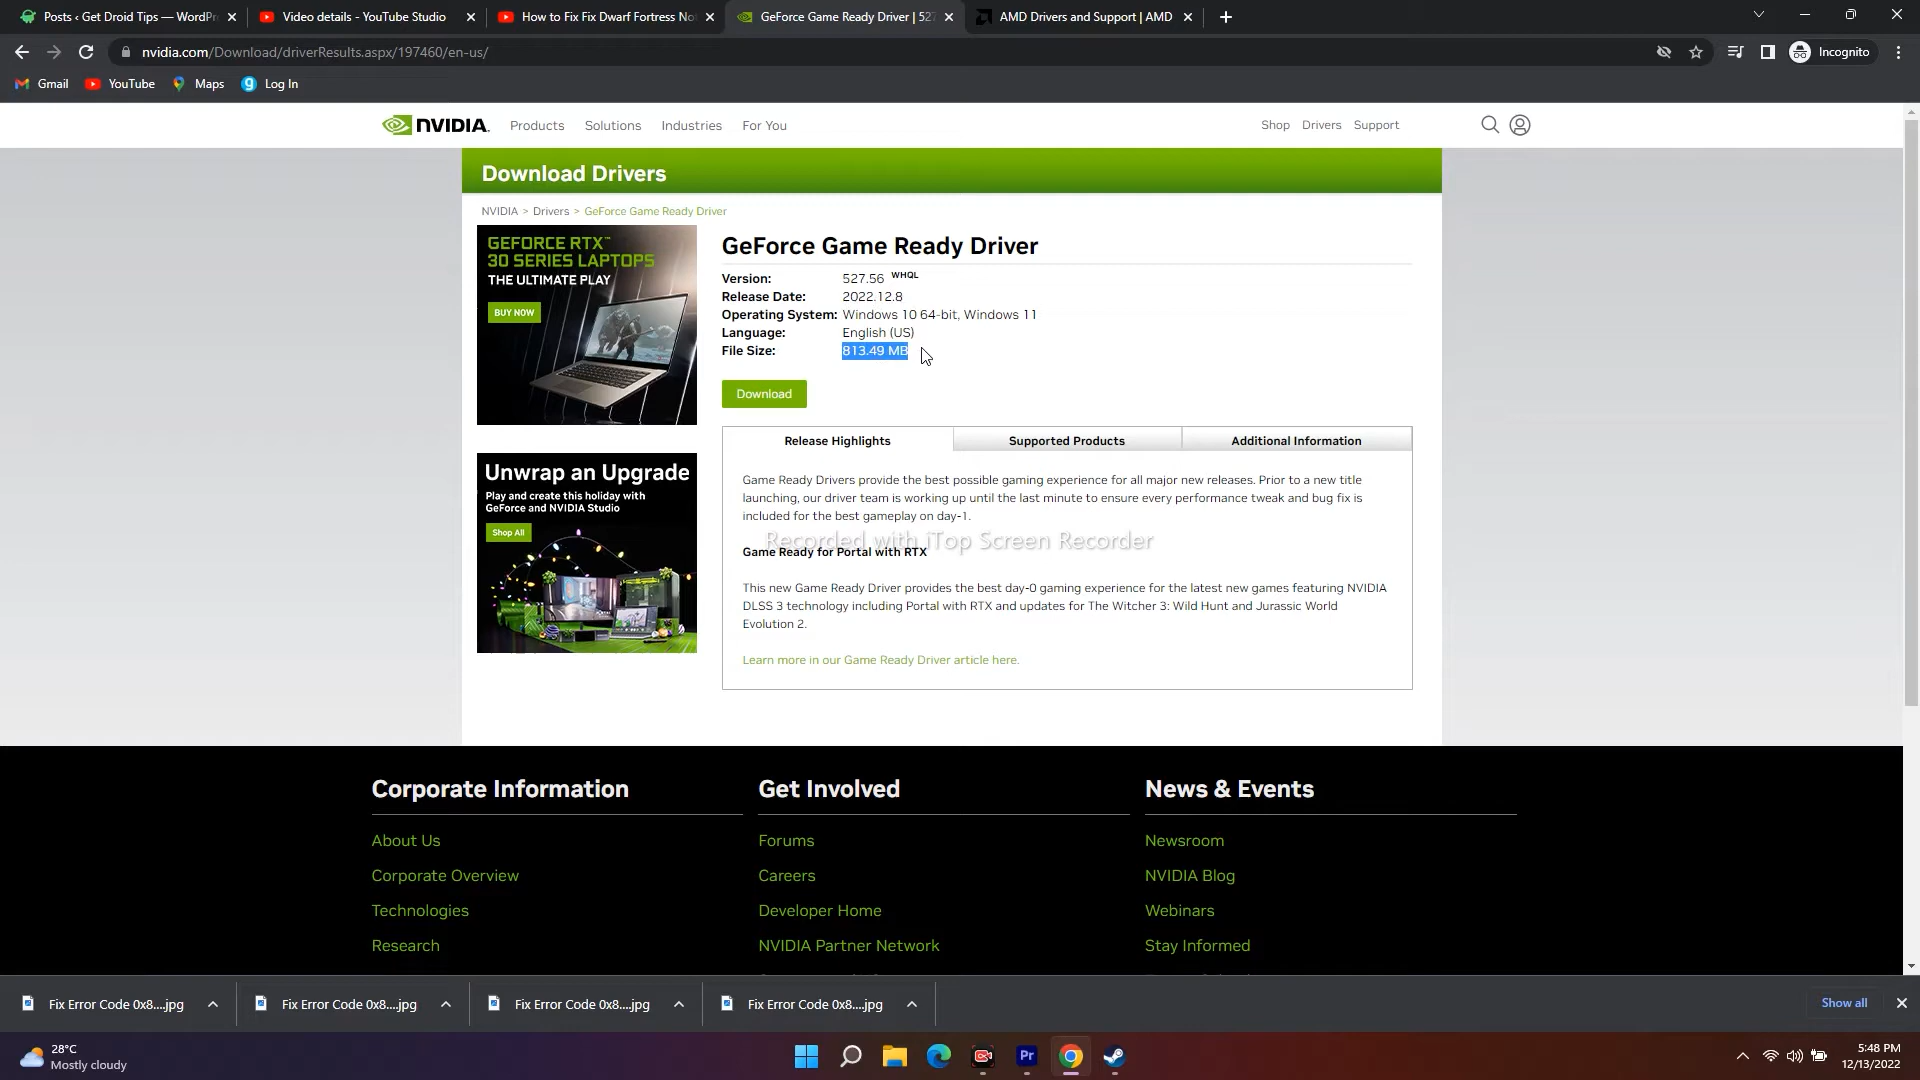 Posts ‹ Get Droid Tips — WordPr
Video details - YouTube Studio
How to Fix Fix Dwarf Fortress No
GeForce Game Ready Driver | 527
AMD Drivers and Support | AMD
nvidia.com/Download/driverResults.aspx/197460/en-us/
Incognito
Gmail
YouTube
Maps
Log In
NVIDIA.
Products
Solutions
Industries
For You
Shop
Drivers
Support
Download Drivers
NVIDIA > Drivers > GeForce Game Ready Driver
GEFORCE RTX™
30 SERIES LAPTOPS
THE ULTIMATE PLAY
BUY NOW
Unwrap an Upgrade
Play and create this holiday with
GeForce and NVIDIA Studio
Shop All
GeForce Game Ready Driver
Version: 527.56 WHQL
Release Date: 2022.12.8
Operating System: Windows 10 64-bit, Windows 11
Language: English (US)
File Size: 813.49 MB
Download
Release Highlights
Supported Products
Additional Information
Game Ready Drivers provide the best possible gaming experience for all major new releases. Prior to a new title
launching, our driver team is working up until the last minute to ensure every performance tweak and bug fix is
included for the best gameplay on day-1.
Recorded with iTop Screen Recorder
Game Ready for Portal with RTX
This new Game Ready Driver provides the best day-0 gaming experience for the latest new games featuring NVIDIA
DLSS 3 technology including Portal with RTX and updates for The Witcher 3: Wild Hunt and Jurassic World
Evolution 2.
Learn more in our Game Ready Driver article here.
Corporate Information
About Us
Corporate Overview
Technologies
Research
Get Involved
Forums
Careers
Developer Home
NVIDIA Partner Network
News & Events
Newsroom
NVIDIA Blog
Webinars
Stay Informed
Fix Error Code 0x8....jpg
Fix Error Code 0x8....jpg
Fix Error Code 0x8....jpg
Fix Error Code 0x8....jpg
Show all
28°C
Mostly cloudy
Pr
5:48 PM
12/13/2022